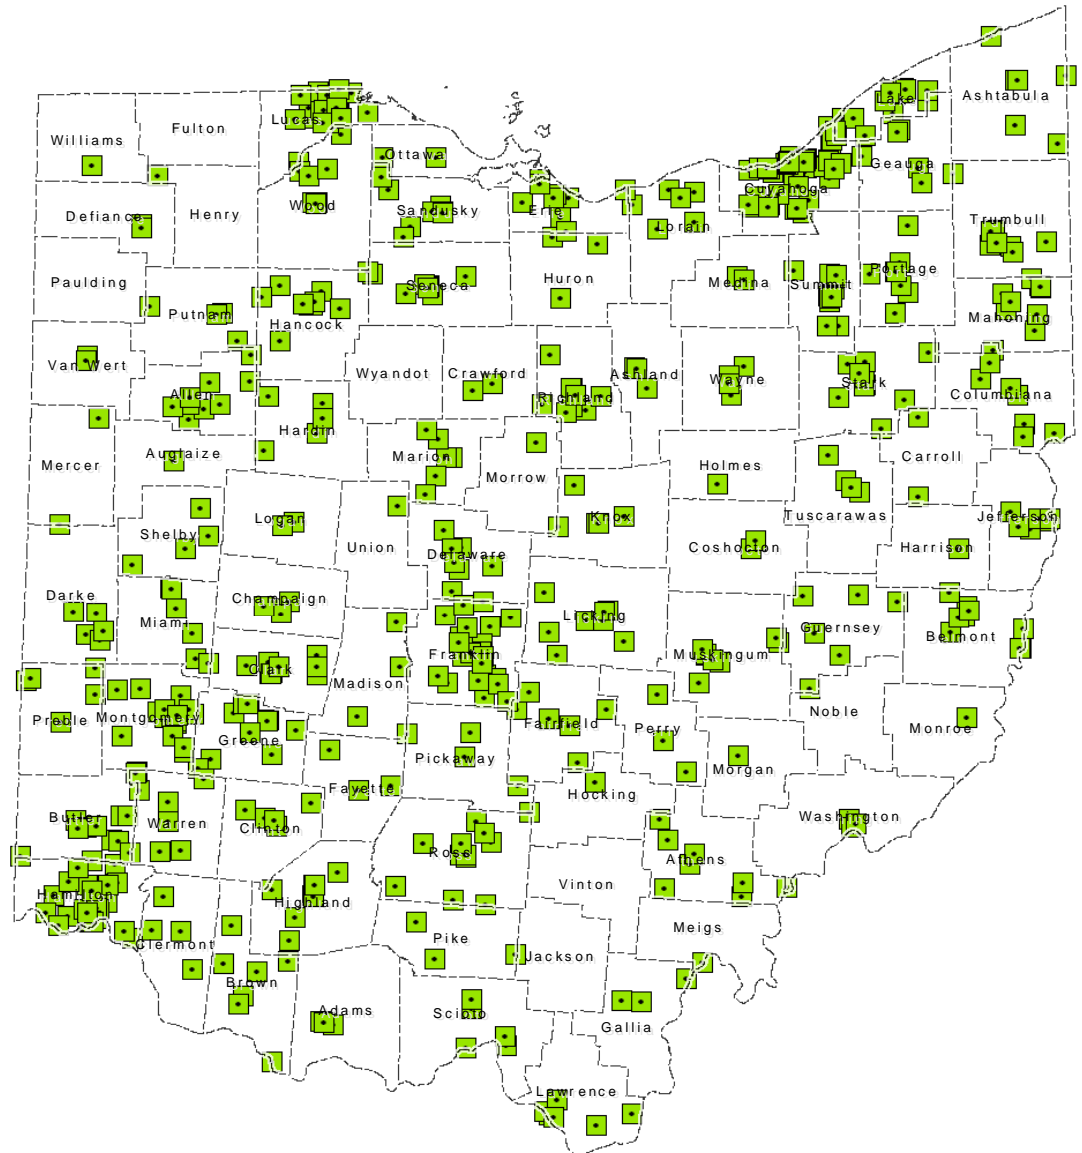 Ashtabula
Lake
Lucas
Fulton
Williams
Ottawa
Geauga
Cuyahoga
Wood
Sandusky
Erie
Defiance
Henry
Trumbull
Lorain
Portage
Huron
Medina
Summit
Seneca
Paulding
Putnam
Mahoning
Hancock
Van Wert
Wyandot
Crawford
Ashland
Wayne
Stark
Columbiana
Allen
Richland
Hardin
Auglaize
Marion
Carroll
Mercer
Holmes
Morrow
Tuscarawas
Jefferson
Logan
Knox
Shelby
Union
Coshocton
Harrison
Delaware
Darke
Champaign
Licking
Miami
Guernsey
Belmont
Franklin
Muskingum
Clark
Madison
Noble
Preble
Montgomery
Fairfield
Perry
Monroe
Greene
Pickaway
Morgan
Fayette
Hocking
Butler
Warren
Clinton
Washington
Ross
Athens
Vinton
Hamilton
Highland
Meigs
Pike
Clermont
Jackson
Brown
Adams
Scioto
Gallia
Lawrence